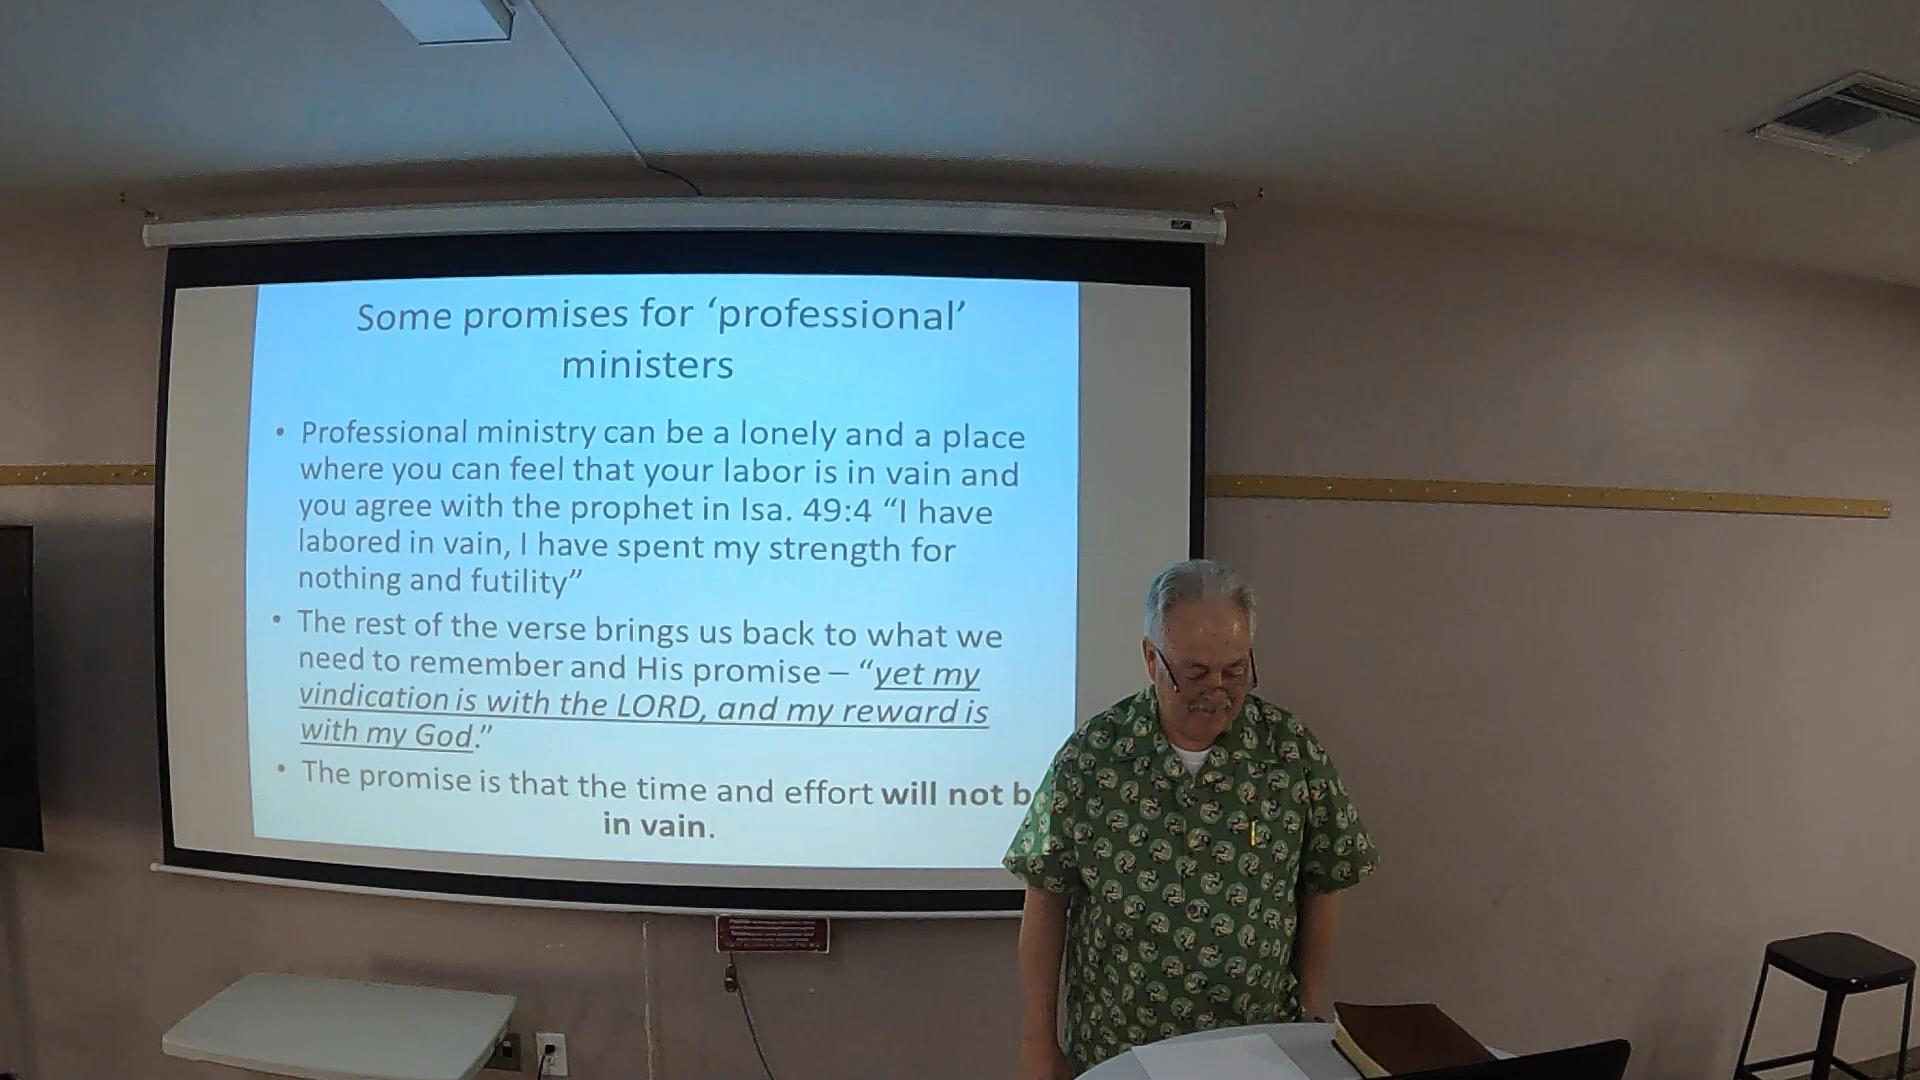 Some promises for ‘professional’
ministers
• Professional ministry can be a lonely and a place
where you can feel that your labor is in vain and
you agree with the prophet in Isa. 49:4 “I have
labored in vain, I have spent my strength for
nothing and futility”
• The rest of the verse brings us back to what we
need to remember and His promise – “yet my
vindication is with the LORD, and my reward is
with my God.”
• The promise is that the time and effort will not b
in vain.